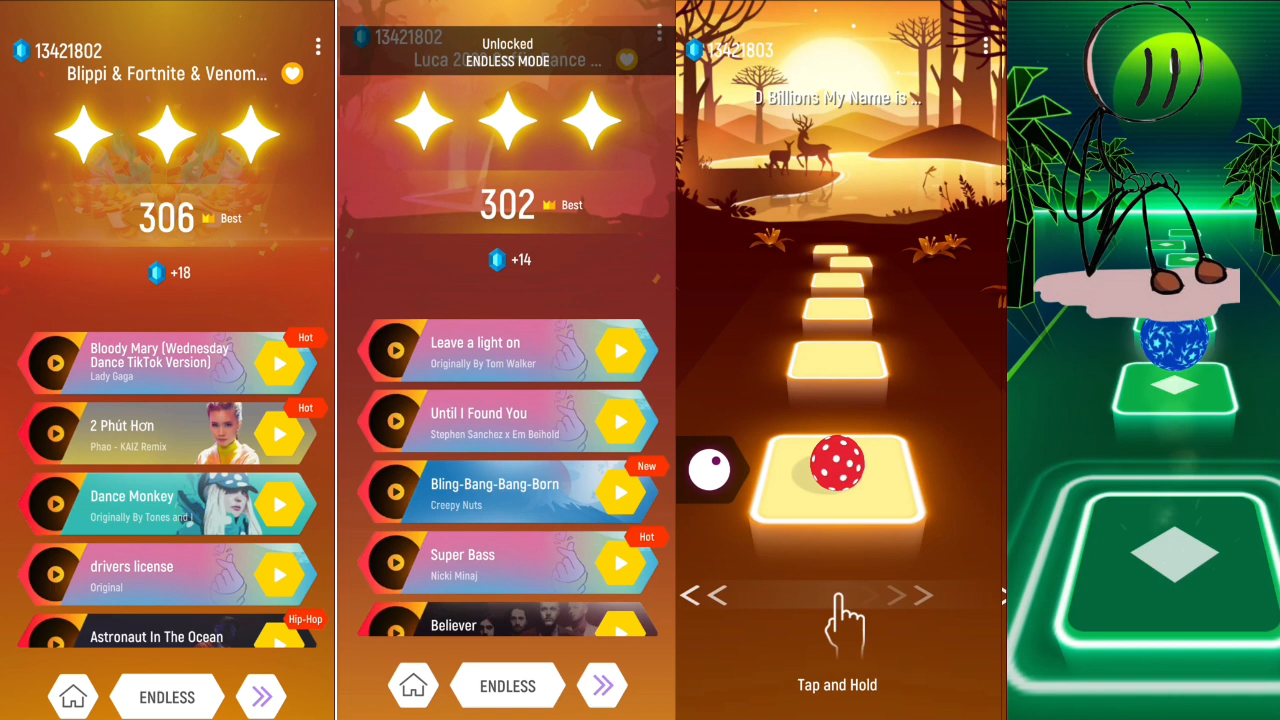 13421802
Blippi & Fortnite & Venom...
306
Best
+18
Hot
Bloody Mary (Wednesday
Dance TikTok Version)
Lady Gaga
Hot
2 Phút Hơn
Phao - KAIZ Remix
Dance Monkey
Originally By Tones and I
drivers license
Original
Hip-Hop
Astronaut In The Ocean
ENDLESS
13421802
Unlocked
ENDLESS MODE
Luca 20 Dance ...
302
Best
+14
Leave a light on
Originally By Tom Walker
Until I Found You
Stephen Sanchez x Em Beihold
New
Bling-Bang-Bang-Born
Creepy Nuts
Hot
Super Bass
Nicki Minaj
Believer
ENDLESS
13421803
D Billions My Name is ...
Tap and Hold